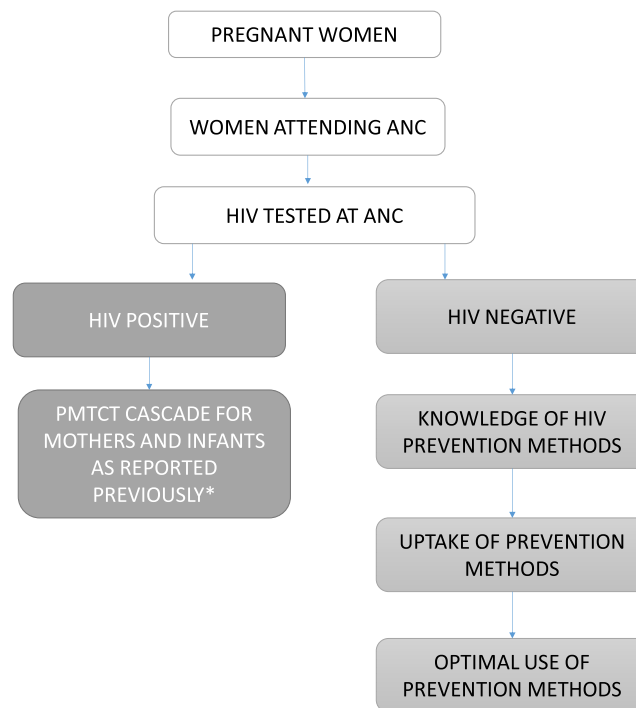 PREGNANT WOMEN
WOMEN ATTENDING ANC
HIV TESTED AT ANC
HIV POSITIVE
PMTCT CASCADE FOR
MOTHERS AND INFANTS
AS REPORTED
PREVIOUSLY*
HIV NEGATIVE
KNOWLEDGE OF HIV
PREVENTION METHODS
UPTAKE OF PREVENTION
METHODS
OPTIMAL USE OF
PREVENTION METHODS